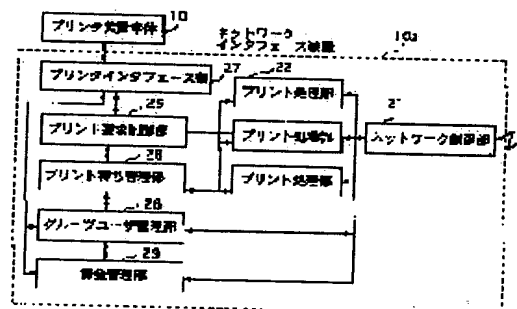 プリンタ装置本体
10
ネットワーク
インタフェース装置
10a
プリンタインタフェース部
27
22
プリント処理部
25
プリント要求制御部
プリント処理部
ネットワーク制御部
28
プリント待ち管理部
プリント処理部
26
グループユーザ管理部
29
課金管理部